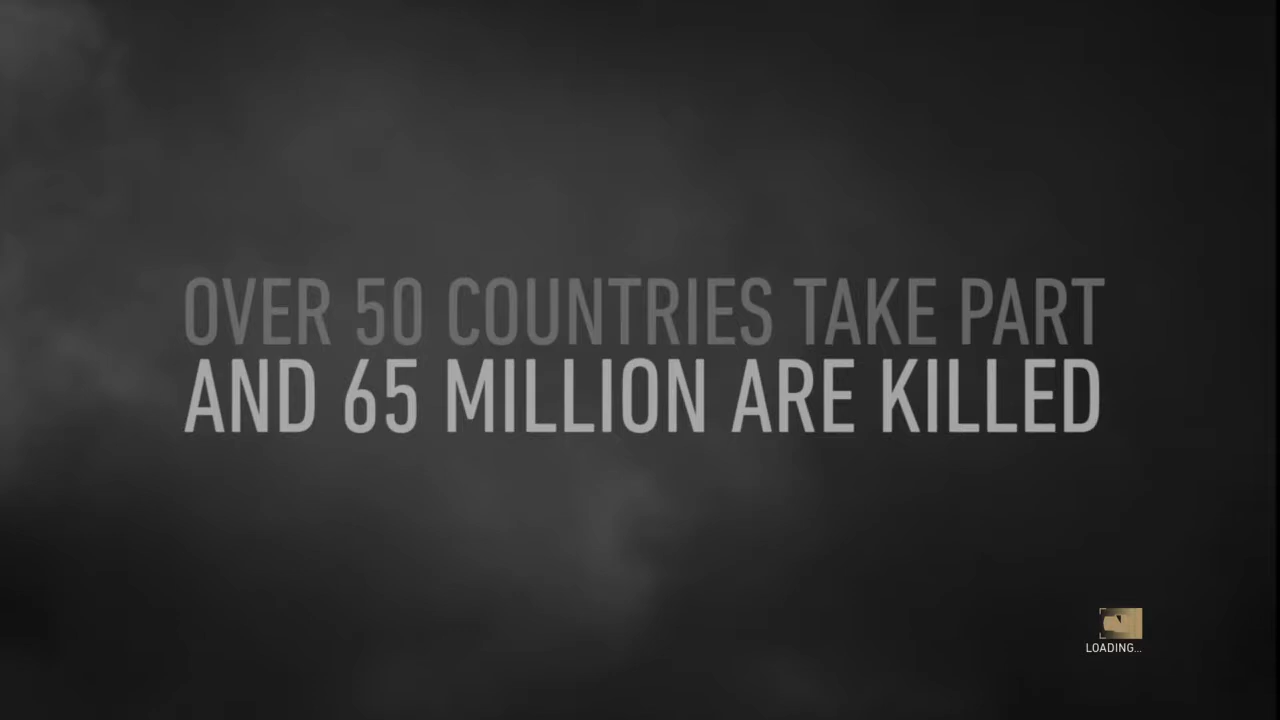 OVER 50 COUNTRIES TAKE PART
AND 65 MILLION ARE KILLED
LOADING...